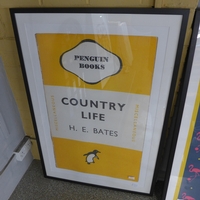 PENGUIN
BOOKS
COUNTRY
LIFE
H. E. BATES